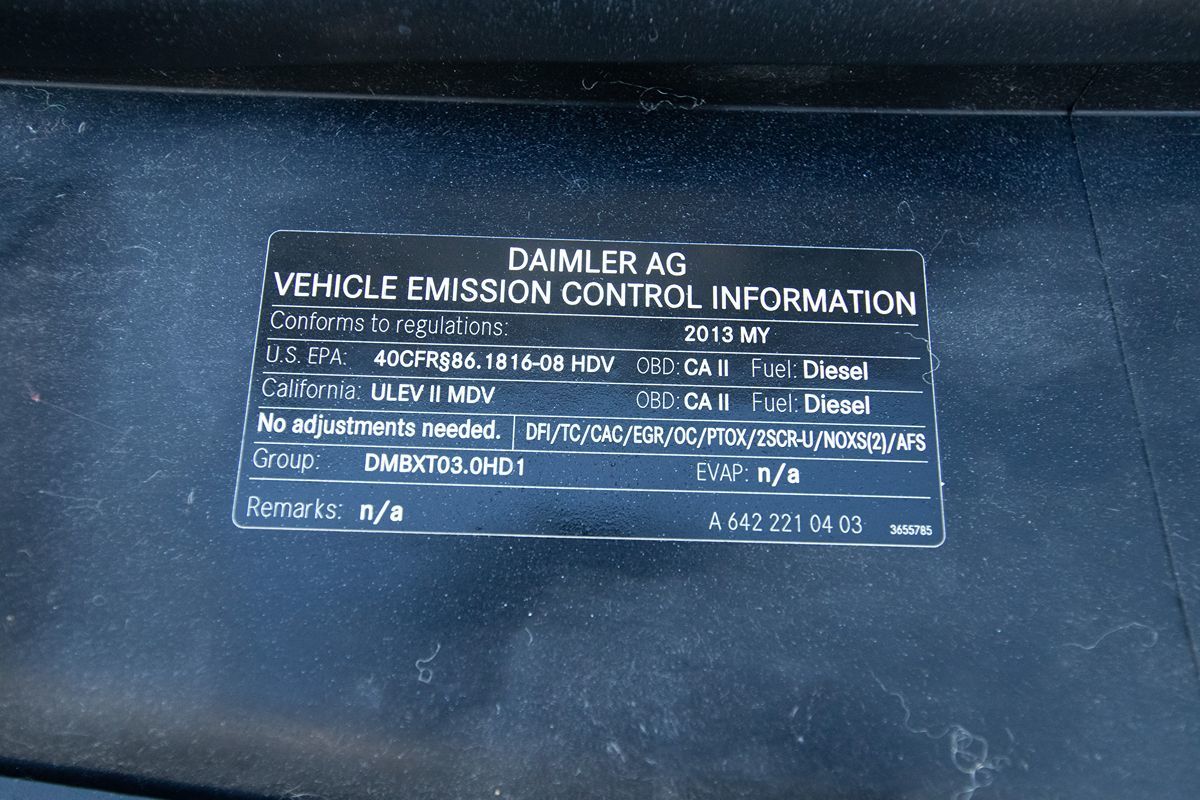 DAIMLER AG
VEHICLE EMISSION CONTROL INFORMATION
Conforms to regulations: 2013 MY
U.S. EPA: 40CFR§86.1816-08 HDV OBD: CA II Fuel: Diesel
California: ULEV II MDV OBD: CA II Fuel: Diesel
No adjustments needed. DFI/TC/CAC/EGR/OC/PTOX/2SCR-U/NOXS(2)/AFS
Group: DMBXT03.0HD1 EVAP: n/a
Remarks: n/a A 642 221 04 03 3655785